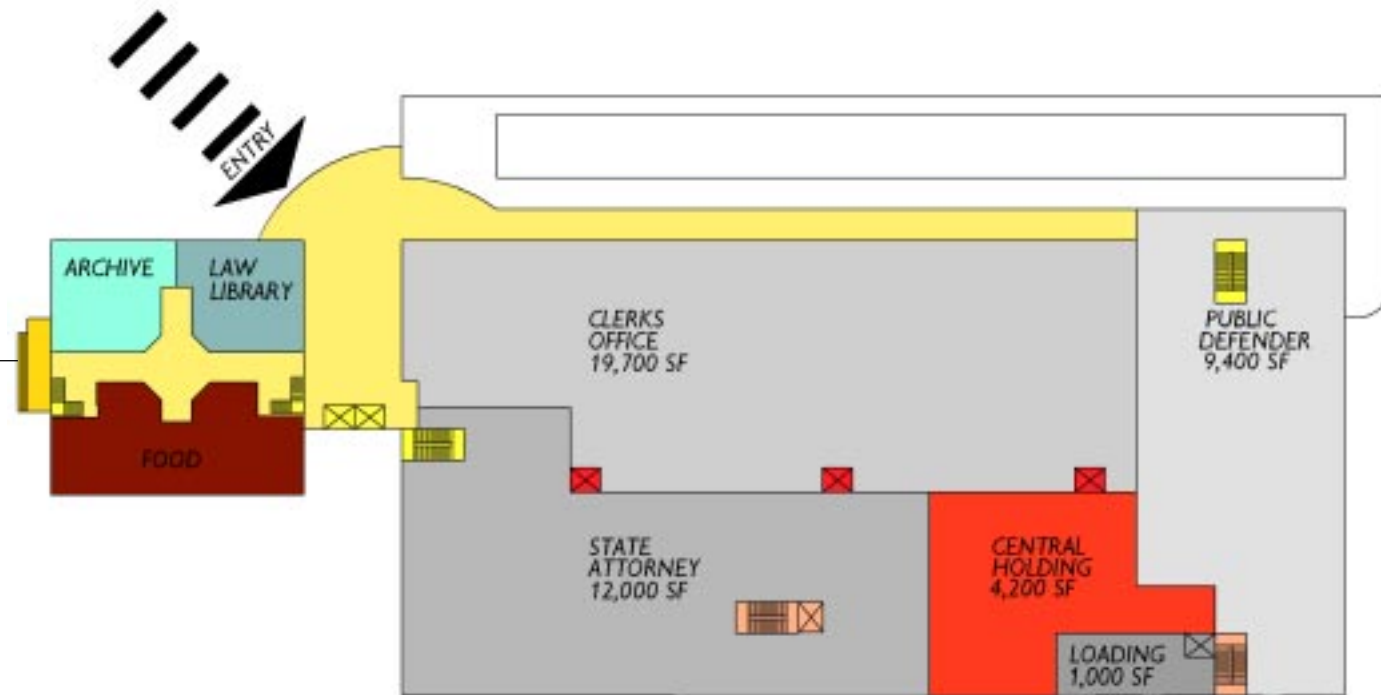 ENTRY
ARCHIVE
LAW
LIBRARY
FOOD
CLERKS
OFFICE
19,700 SF
PUBLIC
DEFENDER
9,400 SF
STATE
ATTORNEY
12,000 SF
CENTRAL
HOLDING
4,200 SF
LOADING
1,000 SF